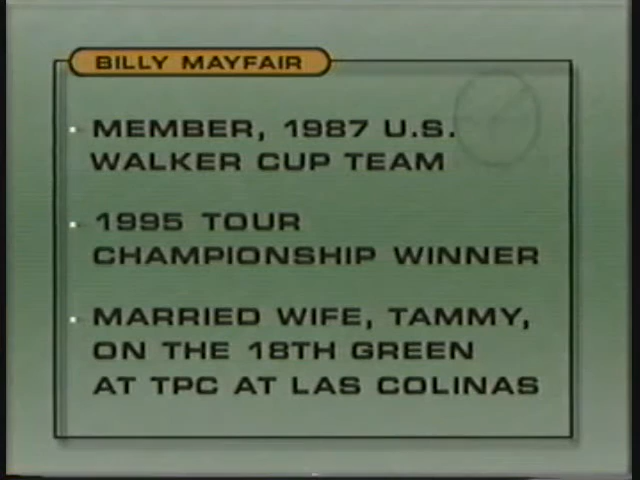 BILLY MAYFAIR
· MEMBER, 1987 U.S.
WALKER CUP TEAM
· 1995 TOUR
CHAMPIONSHIP WINNER
· MARRIED WIFE, TAMMY,
ON THE 18TH GREEN
AT TPC AT LAS COLINAS